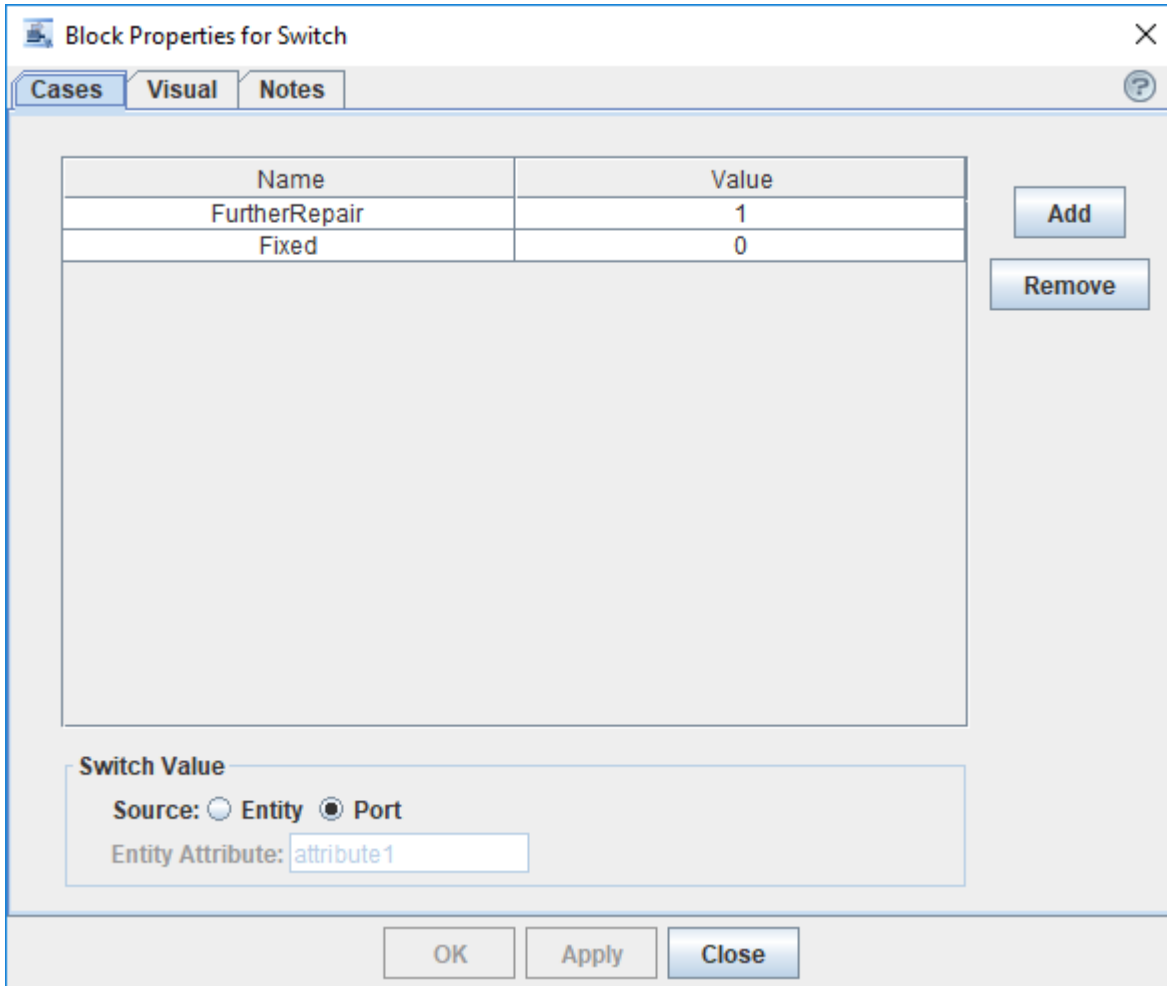 Block Properties for Switch
Cases Visual Notes ?
Name Value
FurtherRepair 1
Fixed 0
Add
Remove
Switch Value
Source: Entity Port
Entity Attribute: attribute1
OK Apply Close